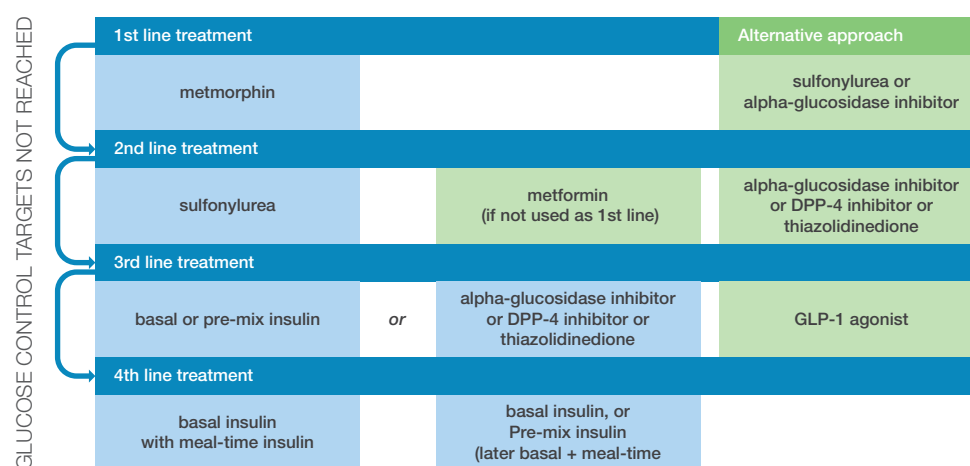 GLUCOSE CONTROL TARGETS NOT REACHED
1st line treatment
Alternative approach
metmorphin
sulfonylurea or
alpha-glucosidase inhibitor
2nd line treatment
sulfonylurea
metformin
(if not used as 1st line)
alpha-glucosidase inhibitor
or DPP-4 inhibitor or
thiazolidinedione
3rd line treatment
basal or pre-mix insulin
or
alpha-glucosidase inhibitor
or DPP-4 inhibitor or
thiazolidinedione
GLP-1 agonist
4th line treatment
basal insulin
with meal-time insulin
basal insulin, or
Pre-mix insulin
(later basal + meal-time